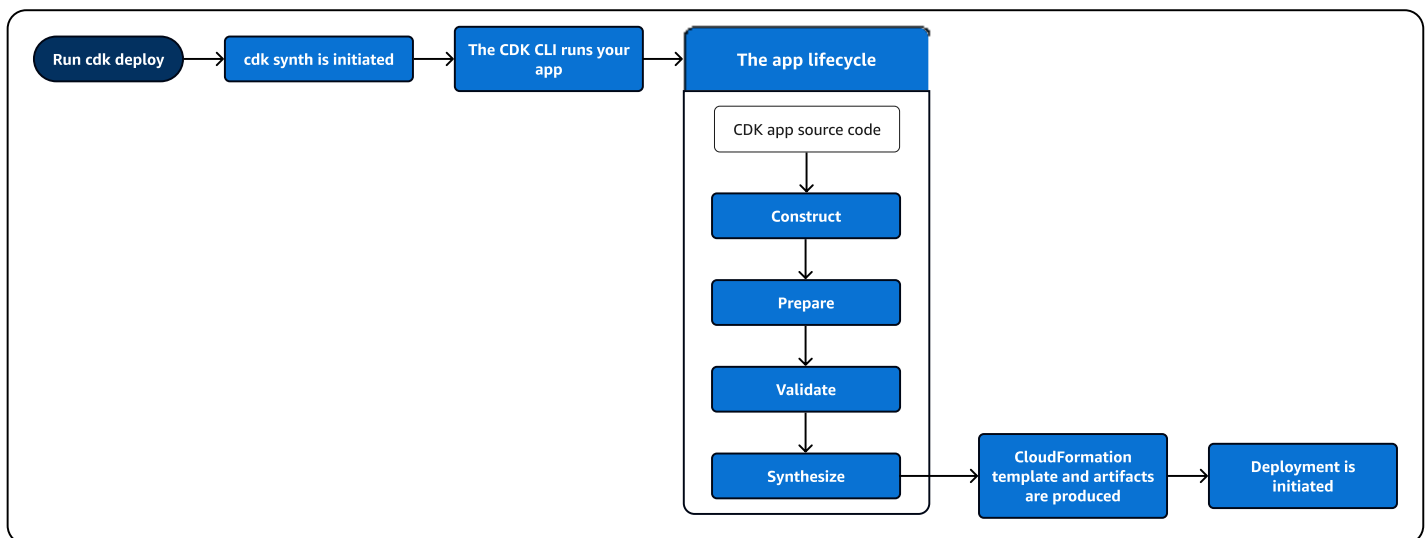 Run cdk deploy
cdk synth is initiated
The CDK CLI runs your
app
The app lifecycle
CDK app source code
Construct
Prepare
Validate
Synthesize
CloudFormation
template and artifacts
are produced
Deployment is
initiated